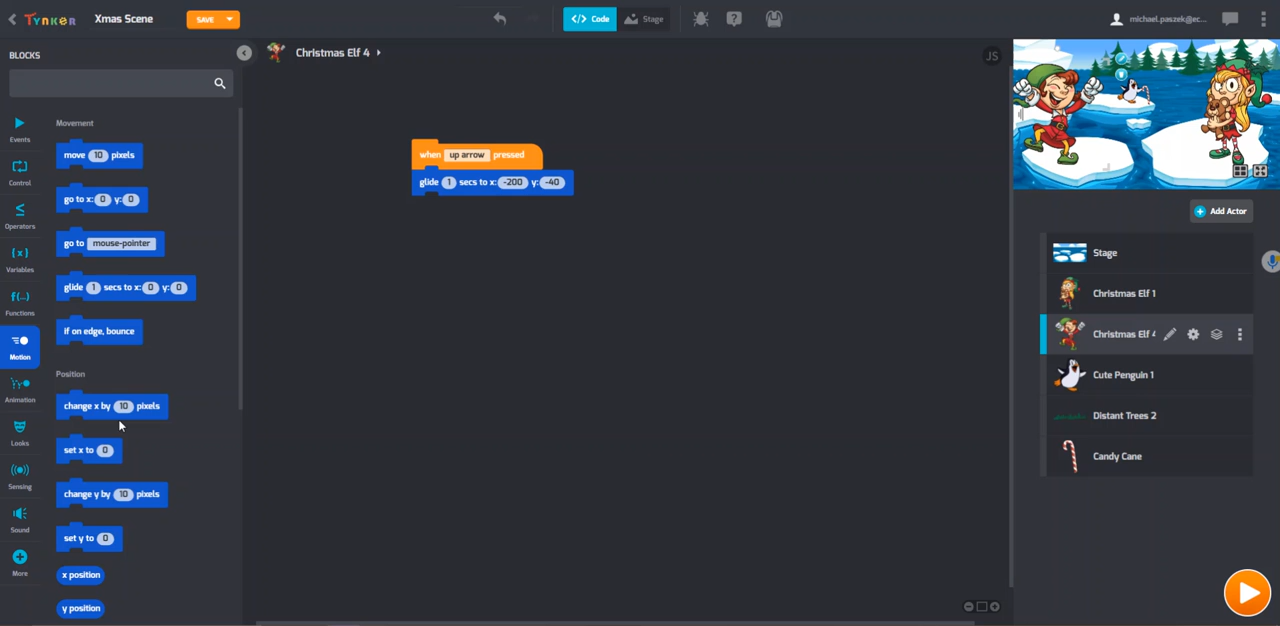 TYNKER
Xmas Scene
SAVE
</> Code
Stage
michael.paszek@ec...
BLOCKS
Christmas Elf 4
JS
Events
Control
Operators
Variables
Functions
Motion
Animation
Looks
Sensing
Sound
More
Movement
move 10 pixels
go to x: 0 y: 0
go to mouse-pointer
glide 1 secs to x: 0 y: 0
if on edge, bounce
Position
change x by 10 pixels
set x to 0
change y by 10 pixels
set y to 0
x position
y position
when up arrow pressed
glide 1 secs to x: -200 y: -40
Add Actor
Stage
Christmas Elf 1
Christmas Elf 4
Cute Penguin 1
Distant Trees 2
Candy Cane